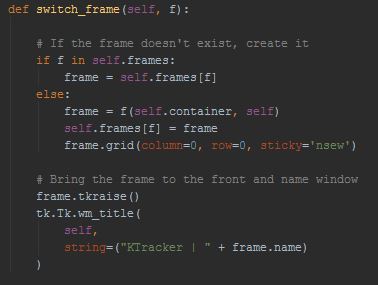 def switch_frame(self, f):
# If the frame doesn't exist, create it
if f in self.frames:
frame = self.frames[f]
else:
frame = f(self.container, self)
self.frames[f] = frame
frame.grid(column=0, row=0, sticky='nsew')
# Bring the frame to the front and name window
frame.tkraise()
tk.Tk.wm_title(
self,
string=("KTracker | " + frame.name)
)